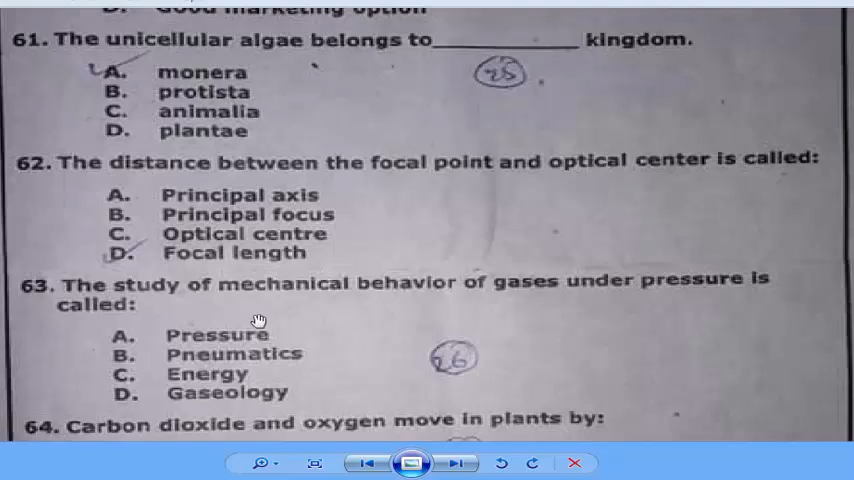 D. Good marketing option
61. The unicellular algae belongs to__________ kingdom.
A. monera
25
B. protista
C. animalia
D. plantae
62. The distance between the focal point and optical center is called:
A. Principal axis
B. Principal focus
C. Optical centre
D. Focal length
63. The study of mechanical behavior of gases under pressure is
called:
A. Pressure
B. Pneumatics
26
C. Energy
D. Gaseology
64. Carbon dioxide and oxygen move in plants by: